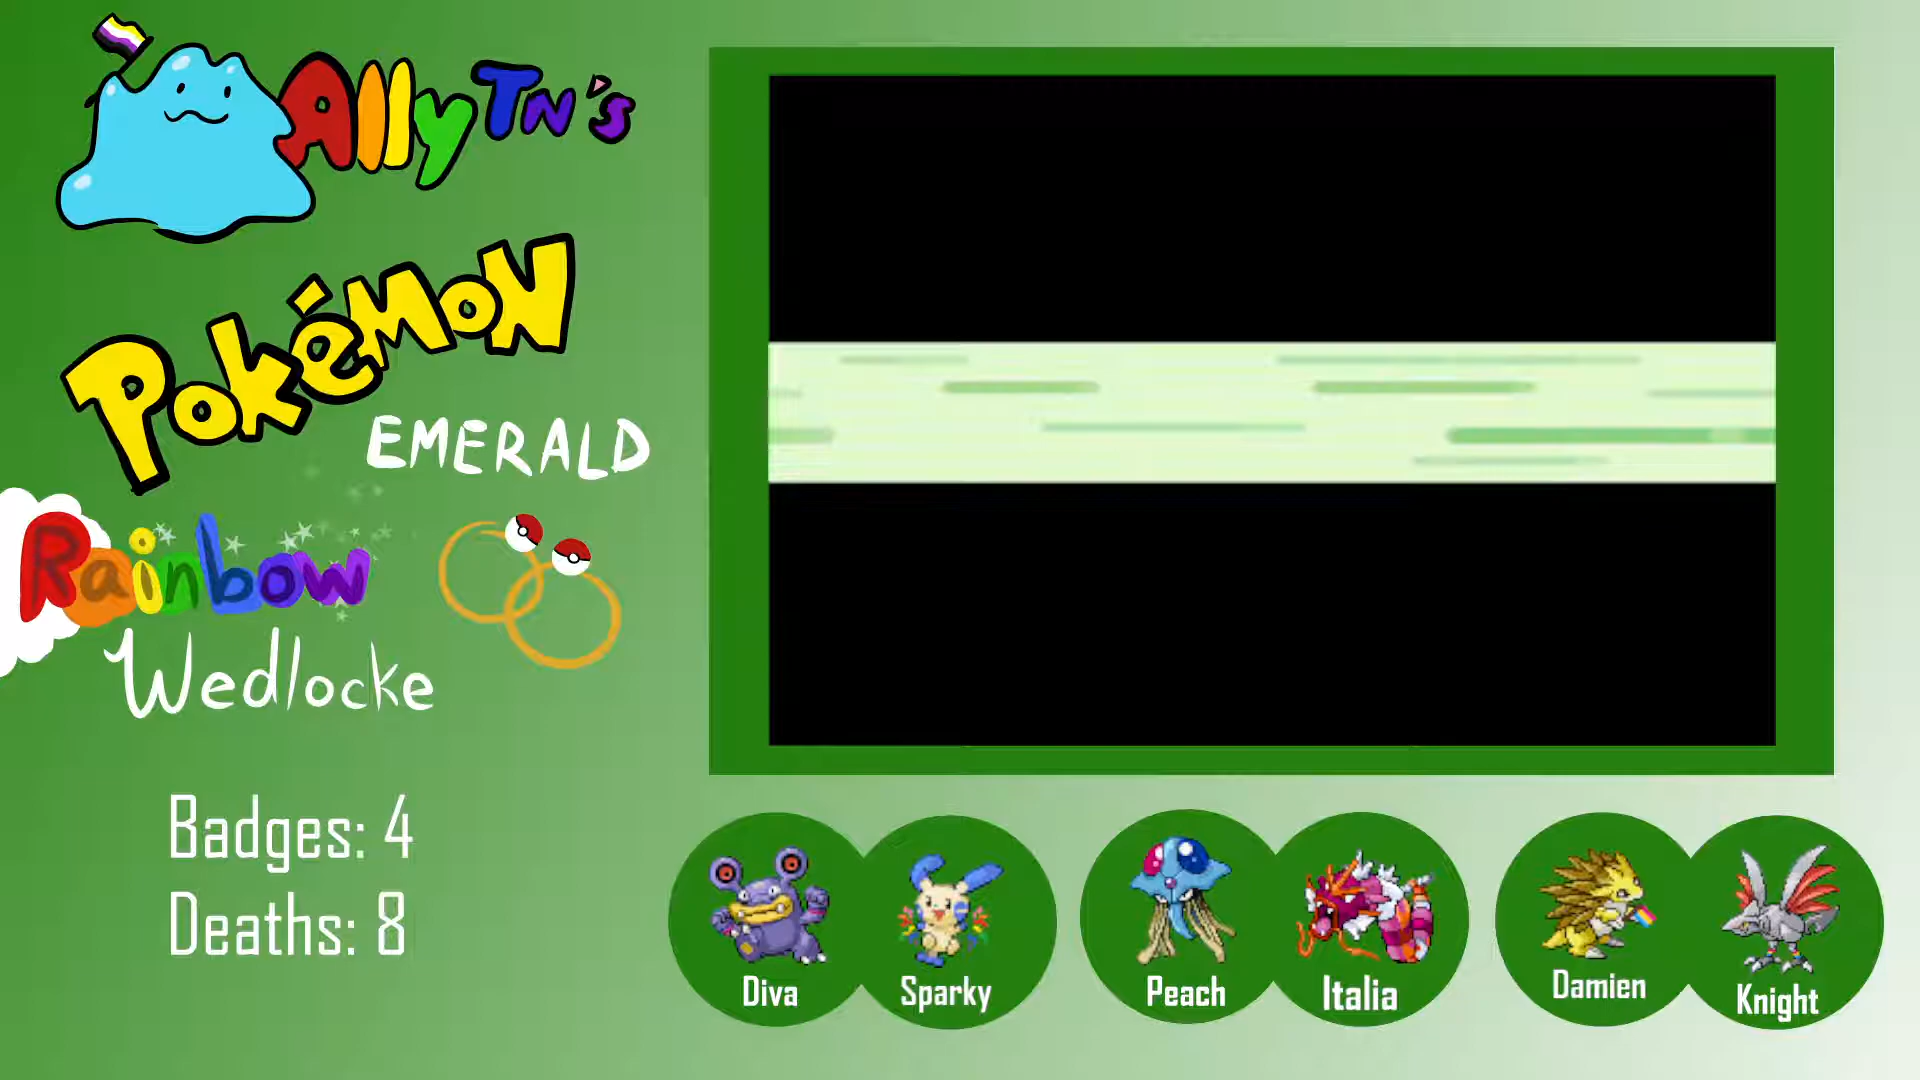 AllyTN's
Pokémon
EMERALD
Rainbow
Wedlocke
Badges: 4
Deaths: 8
Diva
Sparky
Peach
Italia
Damien
Knight